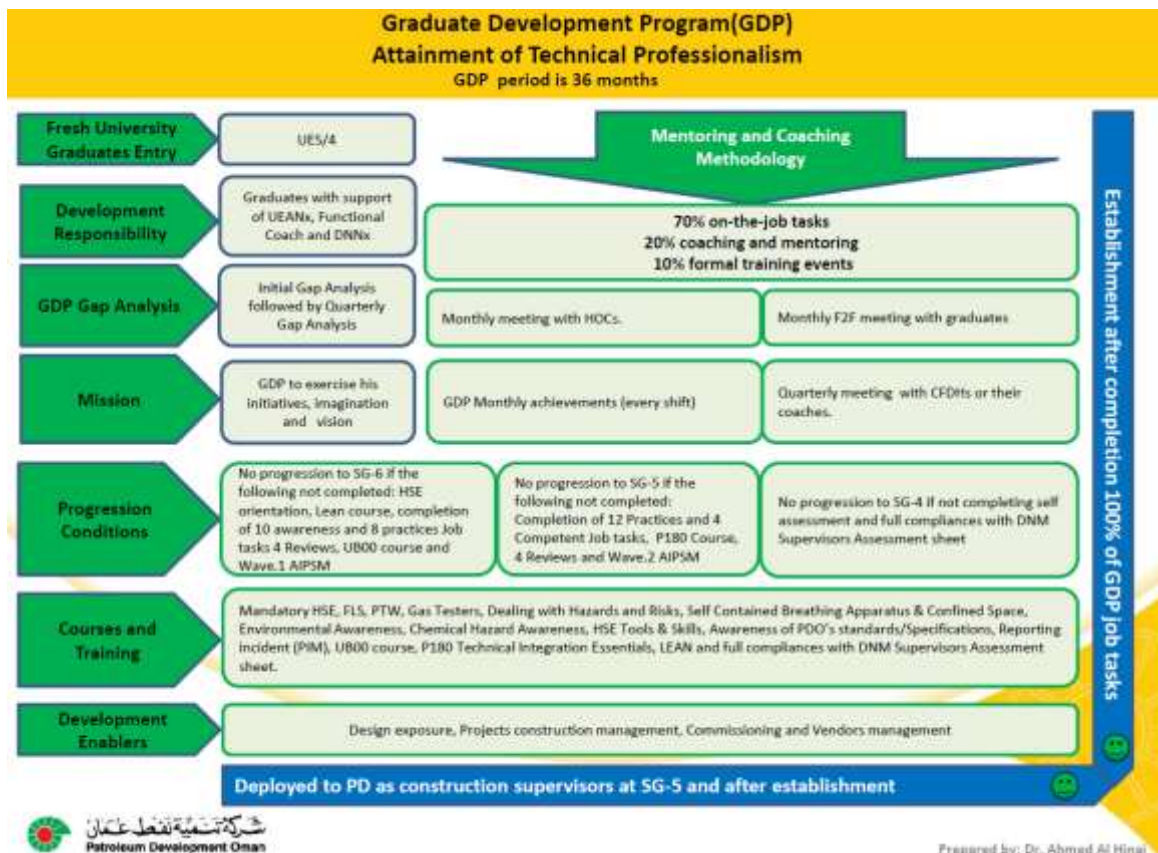 Graduate Development Program(GDP)
Attainment of Technical Professionalism
GDP period is 36 months
Fresh University
Graduates Entry
UES/4
Mentoring and Coaching
Methodology
Development
Responsibility
Graduates with support
of UEANx, Functional
Coach and DNNx
70% on-the-job tasks
20% coaching and mentoring
10% formal training events
GDP Gap Analysis
Initial Gap Analysis
followed by Quarterly
Gap Analysis
Monthly meeting with HOCs.
Monthly F2F meeting with graduates
Mission
GDP to exercise his
initiatives, imagination
and vision
GDP Monthly achievements (every shift)
Quarterly meeting with CFDHs or their
coaches.
Progression
Conditions
No progression to SG-6 if the
following not completed: HSE
orientation, Lean course, completion
of 10 awareness and 8 practices Job
tasks 4 Reviews, UB00 course and
Wave.1 AIPSM
No progression to SG-5 if the
following not completed:
Completion of 12 Practices and 4
Competent Job tasks, P180 Course,
4 Reviews and Wave.2 AIPSM
No progression to SG-4 if not completing self
assessment and full compliances with DNM
Supervisors Assessment sheet
Courses and
Training
Mandatory HSE, FLS, PTW, Gas Testers, Dealing with Hazards and Risks, Self Contained Breathing Apparatus & Confined Space,
Environmental Awareness, Chemical Hazard Awareness, HSE Tools & Skills, Awareness of PDO's standards/Specifications, Reporting
incident (PIM), UB00 course, P180 Technical Integration Essentials, LEAN and full compliances with DNM Supervisors Assessment
sheet.
Development
Enablers
Design exposure, Projects construction management, Commissioning and Vendors management
Establishment after completion 100% of GDP job tasks
Deployed to PD as construction supervisors at SG-5 and after establishment
شركة تنمية نفط عمان
Petroleum Development Oman
Prepared by: Dr. Ahmed Al Hinai